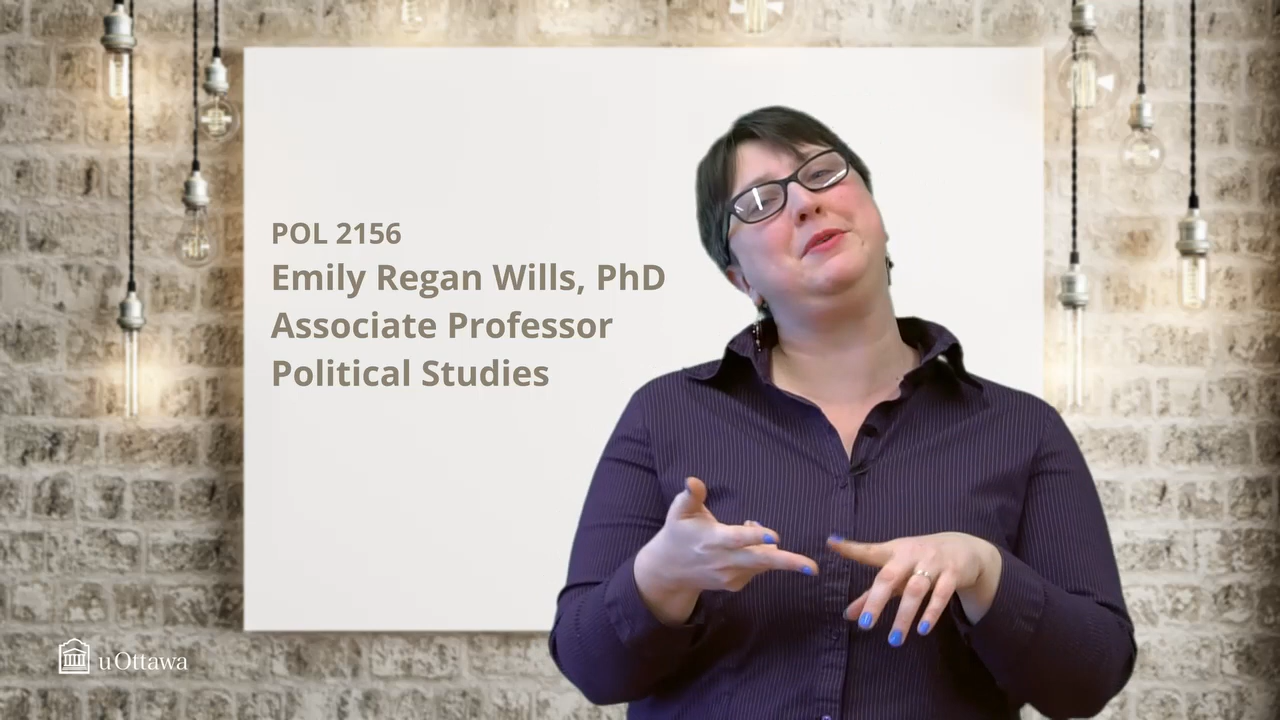 POL 2156
Emily Regan Wills, PhD
Associate Professor
Political Studies
uOttawa